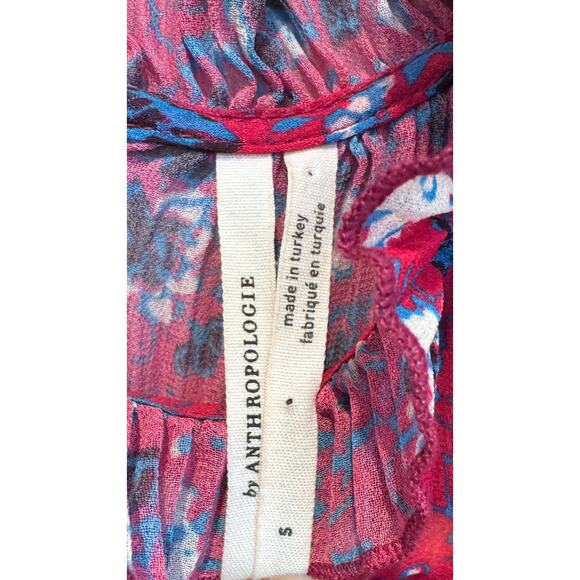 by ANTHROPOLOGIE
made in turkey
fabriqué en turquie
S